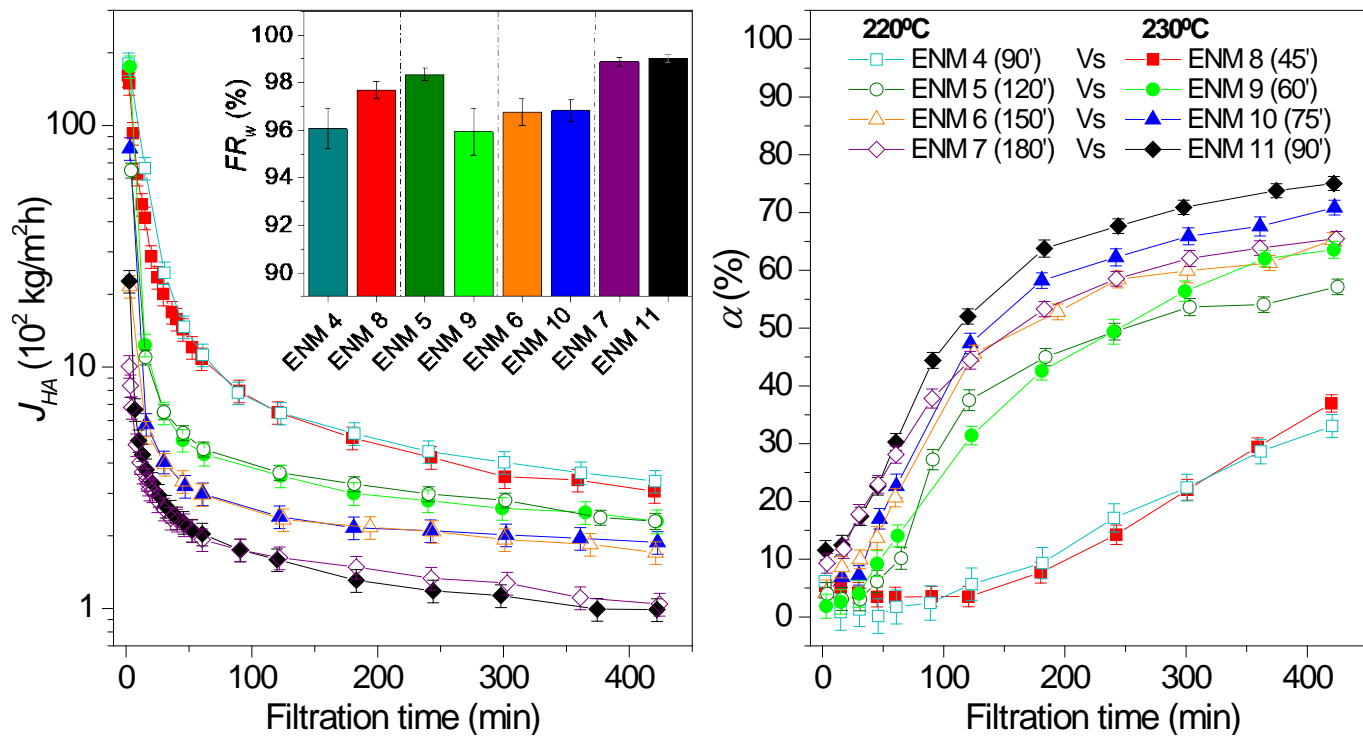 J_HA (10² kg/m²h)
100
10
1
0 100 200 300 400
Filtration time (min)
FR_w (%)
100
98
96
94
92
90
ENM 4
ENM 8
ENM 5
ENM 9
ENM 6
ENM 10
ENM 7
ENM 11
α (%)
100
90
80
70
60
50
40
30
20
10
0
0 100 200 300 400
Filtration time (min)
220ºC 230ºC
ENM 4 (90') Vs ENM 8 (45')
ENM 5 (120') Vs ENM 9 (60')
ENM 6 (150') Vs ENM 10 (75')
ENM 7 (180') Vs ENM 11 (90')